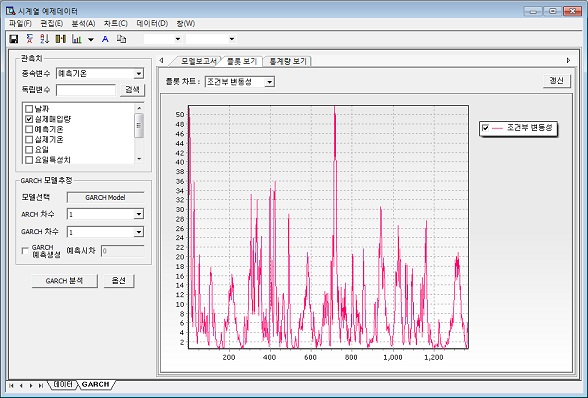 시계열 예제데이터
파일(F) 편집(E) 분석(A) 차트(C) 데이터(D) 창(W)
관측치
종속변수 예측기온
독립변수 검색
날짜
실제매입량
예측기온
실제기온
요일
요일특성치
GARCH 모델추정
모델선택 GARCH Model
ARCH 차수 1
GARCH 차수 1
GARCH 예측생성 예측시차 0
GARCH 분석 옵션
모델보고서 플롯 보기 통계량 보기
플롯 차트 : 조건부 변동성 갱신
조건부 변동성
50
48
46
44
42
40
38
36
34
32
30
28
26
24
22
20
18
16
14
12
10
8
6
4
2
200 400 600 800 1,000 1,200
데이터 GARCH